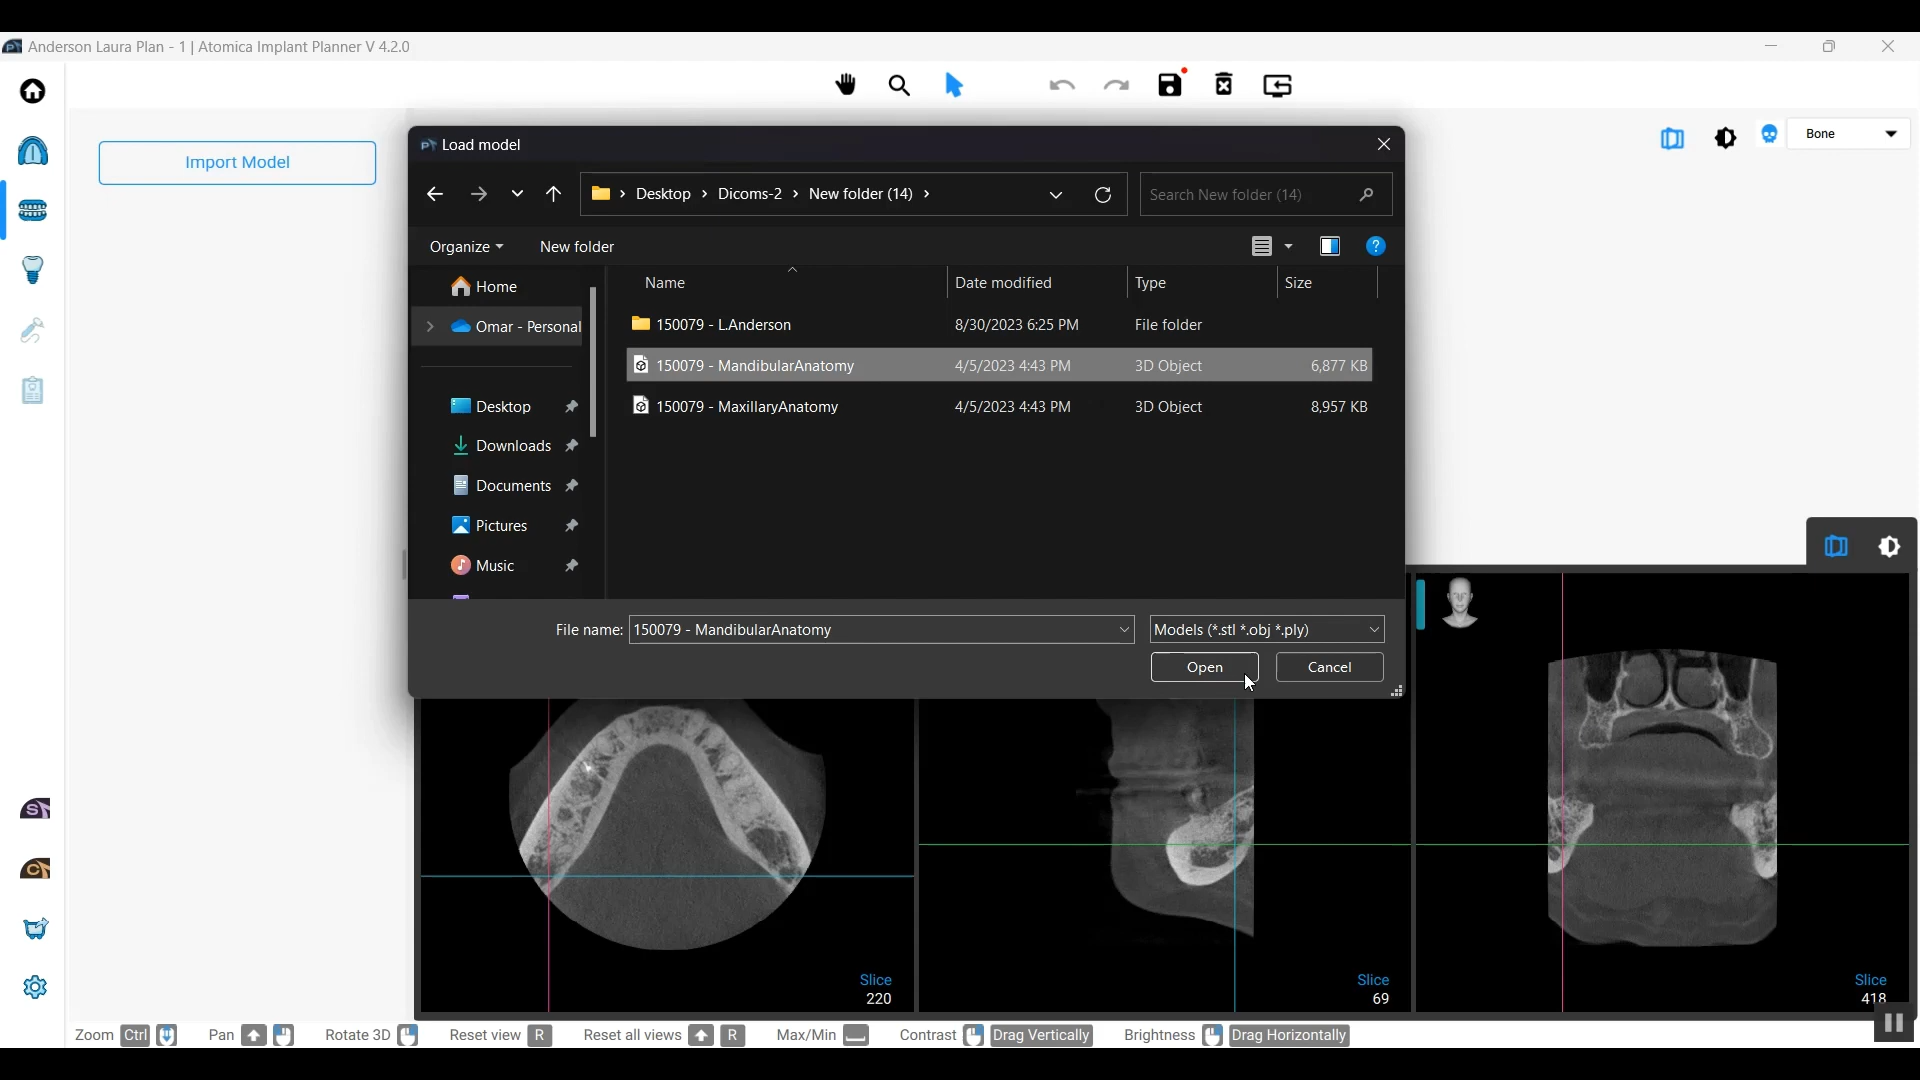 Anderson Laura Plan - 1 | Atomica Implant Planner V 4.2.0
Import Model
Bone
Load model
Desktop > Dicoms-2 > New folder (14) >
Search New folder (14)
Organize
New folder
Name Date modified Type Size
150079 - L.Anderson 8/30/2023 6:25 PM File folder
150079 - MandibularAnatomy 4/5/2023 4:43 PM 3D Object 6,877 KB
150079 - MaxillaryAnatomy 4/5/2023 4:43 PM 3D Object 8,957 KB
Home
Omar - Personal
Desktop
Downloads
Documents
Pictures
Music
File name: 150079 - MandibularAnatomy
Models (*.stl *.obj *.ply)
Open
Cancel
Slice
220
Slice
69
Slice
418
Zoom Ctrl Pan Rotate 3D Reset view R Reset all views R Max/Min Contrast Drag Vertically Brightness Drag Horizontally